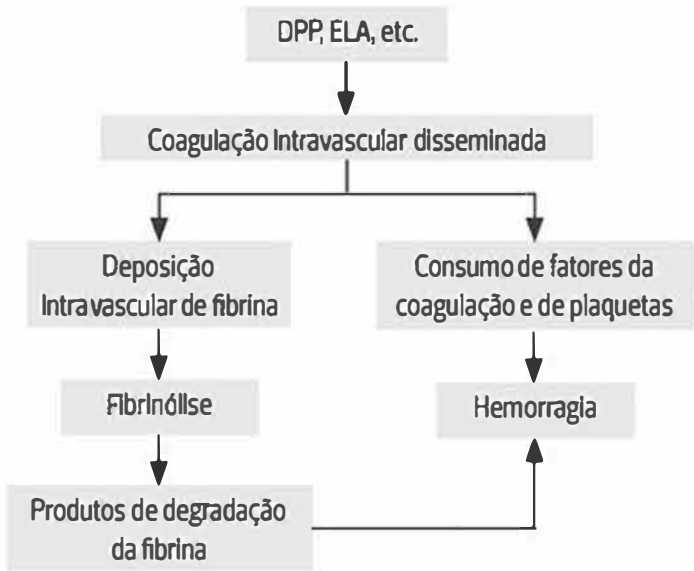 DPP, ELA, etc.
Coagulação Intravascular disseminada
Deposição
Intravascular de fibrina
Consumo de fatores da
coagulação e de plaquetas
Fibrinólise
Hemorragia
Produtos de degradação
da fibrina